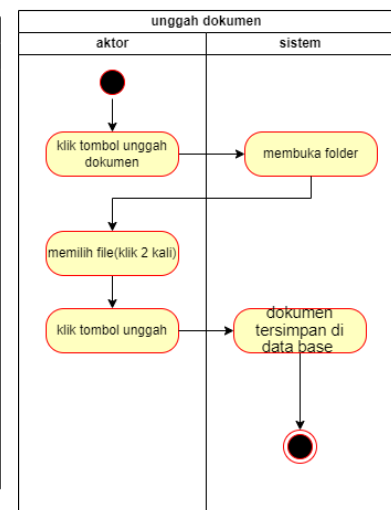 unggah dokumen
aktor
sistem
klik tombol unggah
dokumen
membuka folder
memilih file(klik 2 kali)
klik tombol unggah
dokumen
tersimpan di
data base